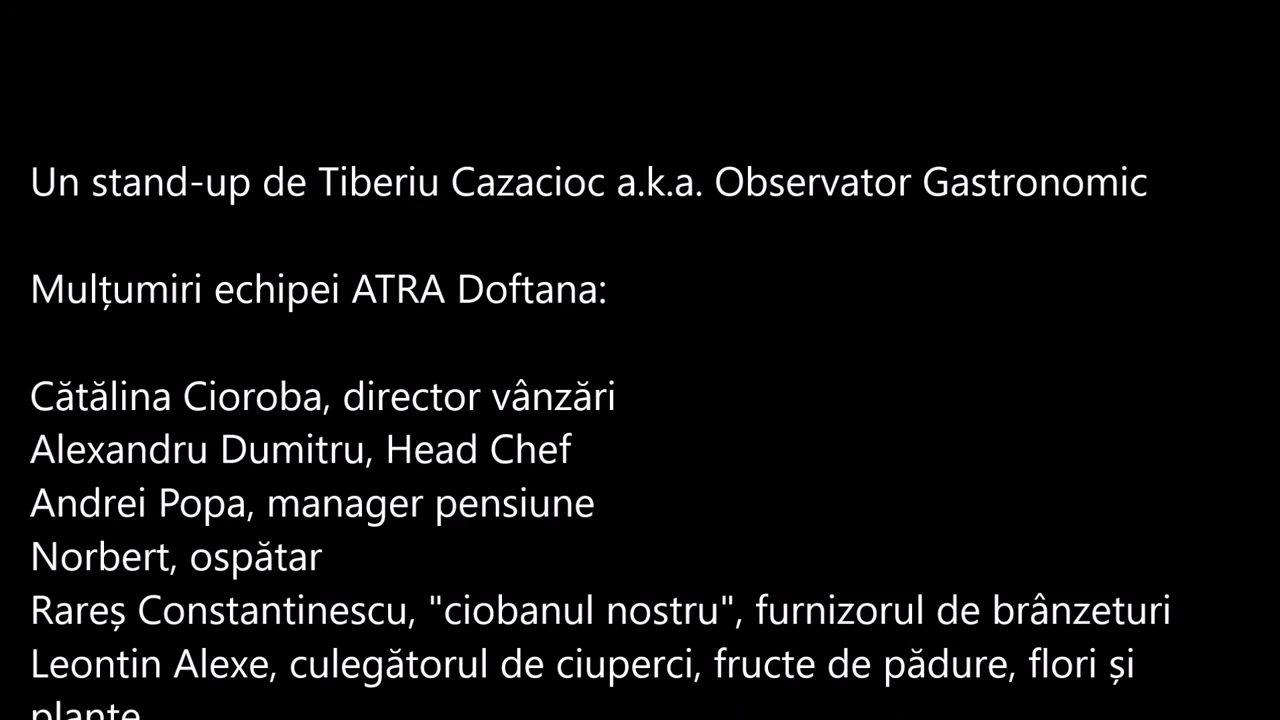 Un stand-up de Tiberiu Cazacioc a.k.a. Observator Gastronomic
Mulțumiri echipei ATRA Doftana:
Cătălina Cioroba, director vânzări
Alexandru Dumitru, Head Chef
Andrei Popa, manager pensiune
Norbert, ospătar
Rareș Constantinescu, "ciobanul nostru", furnizorul de brânzeturi
Leontin Alexe, culegătorul de ciuperci, fructe de pădure, flori și
plante